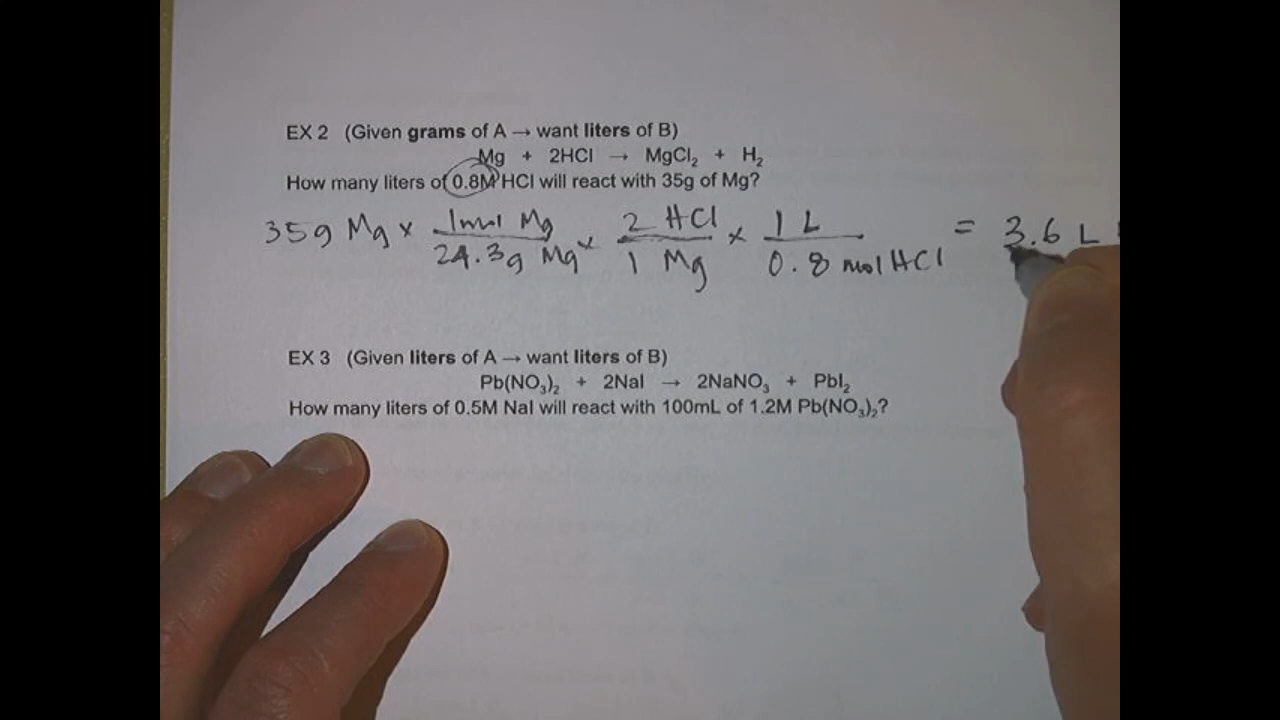 EX 2 (Given grams of A → want liters of B)
Mg + 2HCl → MgCl₂ + H₂
How many liters of 0.8M HCl will react with 35g of Mg?
35g Mg × 1mol Mg / 24.3g Mg × 2 HCl / 1 Mg × 1 L / 0.8 mol HCl = 3.6 L
EX 3 (Given liters of A → want liters of B)
Pb(NO₃)₂ + 2NaI → 2NaNO₃ + PbI₂
How many liters of 0.5M NaI will react with 100mL of 1.2M Pb(NO₃)₂?